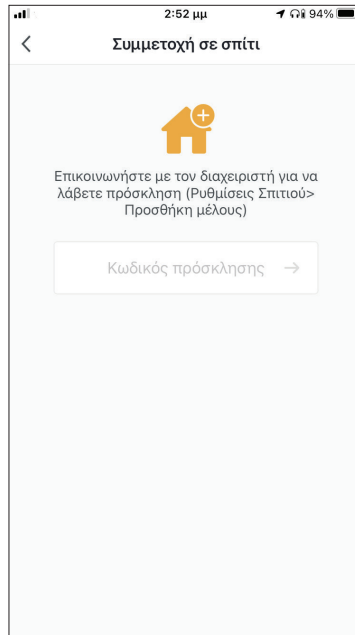 2:52 μμ 94%
Συμμετοχή σε σπίτι
Επικοινωνήστε με τον διαχειριστή για να
λάβετε πρόσκληση (Ρυθμίσεις Σπιτιού>
Προσθήκη μέλους)
Κωδικός πρόσκλησης